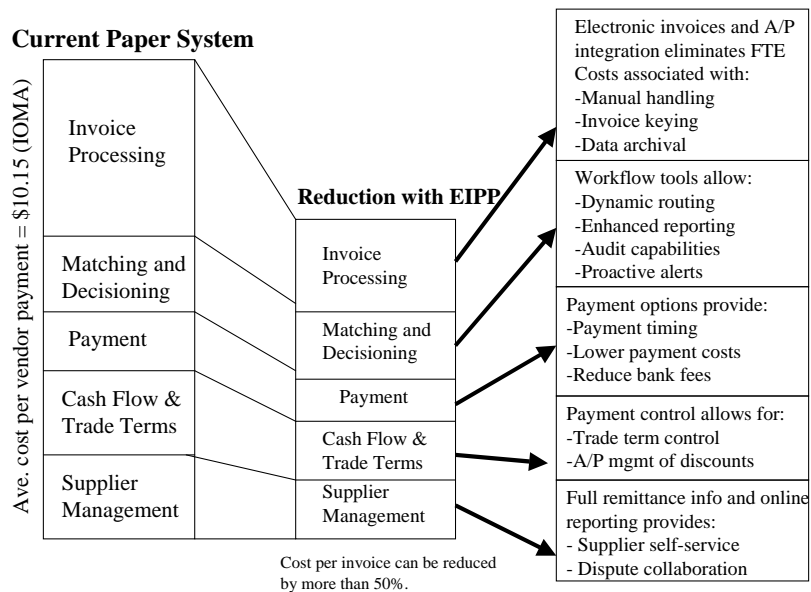 Current Paper System
Ave. cost per vendor payment = $10.15 (IOMA)
Invoice
Processing
Matching and
Decisioning
Payment
Cash Flow &
Trade Terms
Supplier
Management
Reduction with EIPP
Invoice
Processing
Matching and
Decisioning
Payment
Cash Flow &
Trade Terms
Supplier
Management
Cost per invoice can be reduced
by more than 50%.
Electronic invoices and A/P
integration eliminates FTE
Costs associated with:
-Manual handling
-Invoice keying
-Data archival
Workflow tools allow:
-Dynamic routing
-Enhanced reporting
-Audit capabilities
-Proactive alerts
Payment options provide:
-Payment timing
-Lower payment costs
-Reduce bank fees
Payment control allows for:
-Trade term control
-A/P mgmt of discounts
Full remittance info and online
reporting provides:
- Supplier self-service
- Dispute collaboration